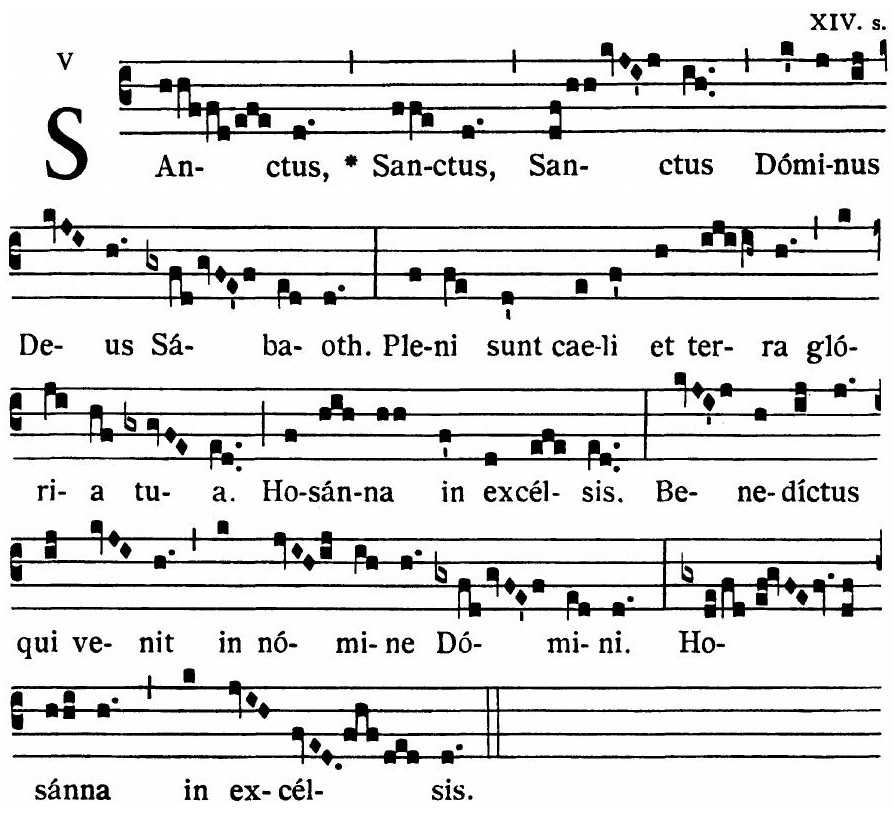 XIV. s.
V
SAn- ctus, * San-ctus, San- ctus Dómi-nus
De- us Sá- ba- oth. Ple-ni sunt cae-li et ter- ra gló-
ri- a tu- a. Ho-sán-na in excél- sis. Be- ne-díctus
qui ve- nit in nó- mi- ne Dó- mi- ni. Ho-
sánna in ex- cél- sis.